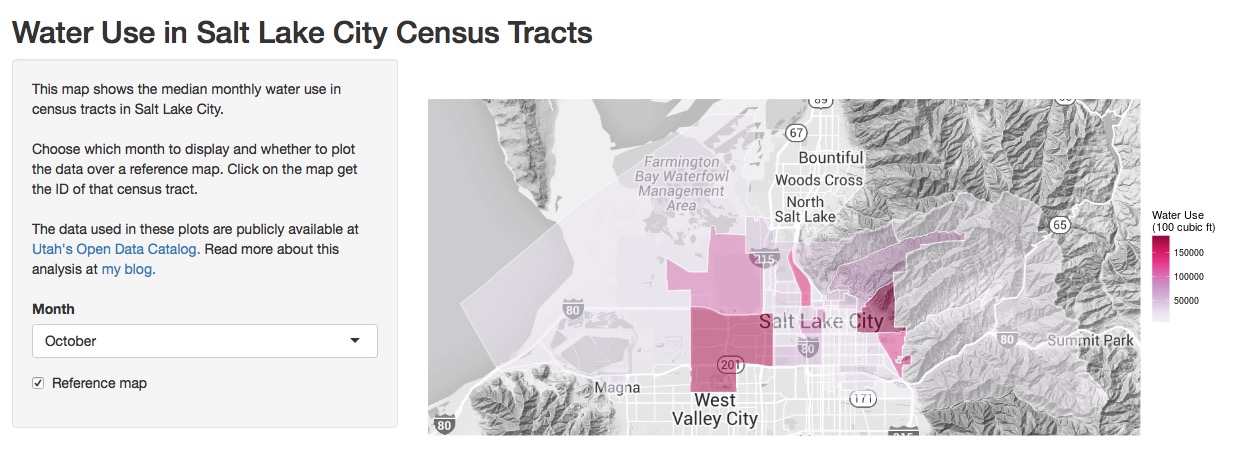 Water Use in Salt Lake City Census Tracts
This map shows the median monthly water use in
census tracts in Salt Lake City.
Choose which month to display and whether to plot
the data over a reference map. Click on the map get
the ID of that census tract.
The data used in these plots are publicly available at
Utah's Open Data Catalog. Read more about this
analysis at my blog.
Month
October
Reference map
89
67
Bountiful
Farmington
Bay Waterfowl
Management
Area
Woods Cross
North
Salt Lake
65
215
80
Salt Lake City
80
80
Summit Park
201
Magna
West
Valley City
171
80
215
Water Use
(100 cubic ft)
150000
100000
50000